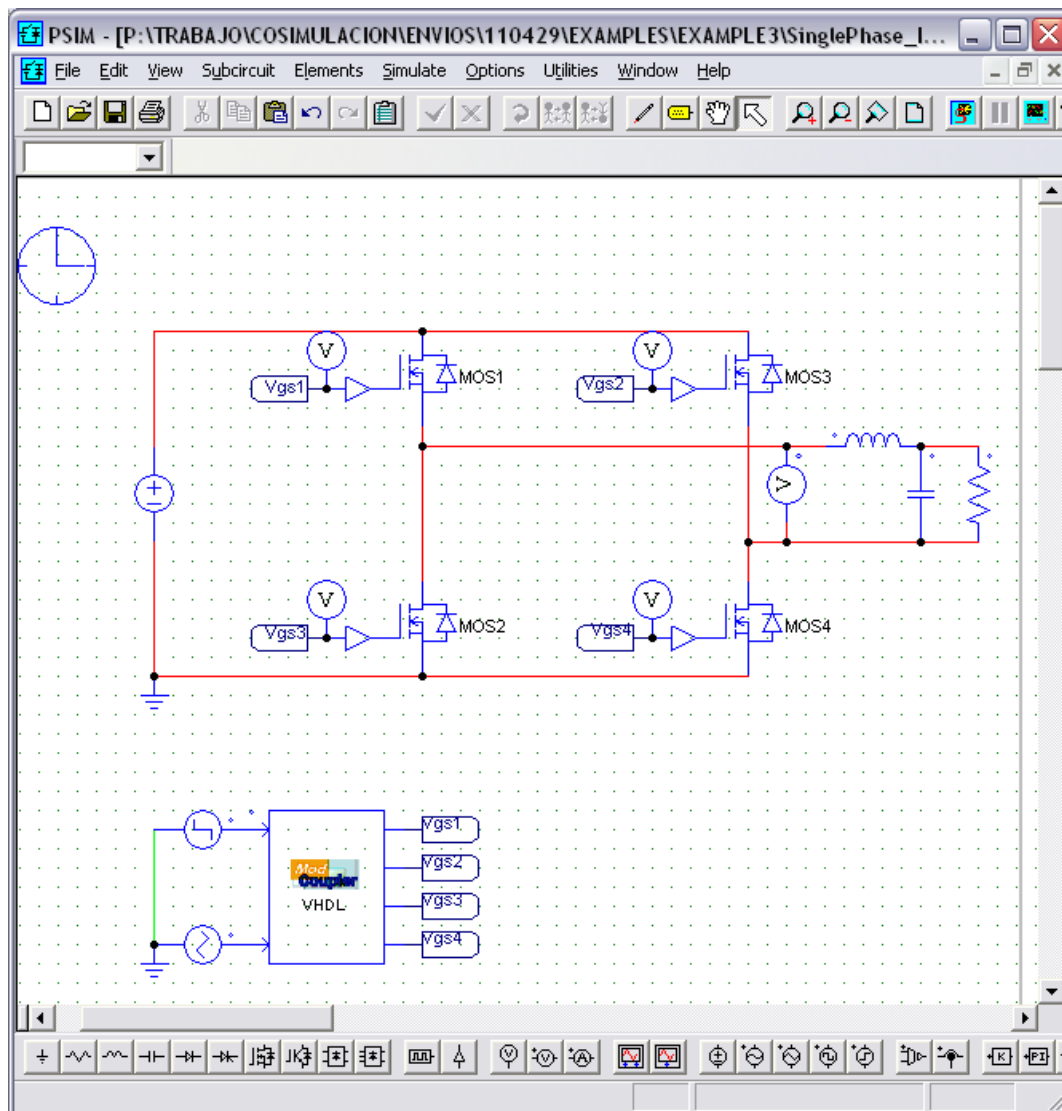 PSIM - [P:\TRABAJO\COSIMULACION\ENVIOS\110429\EXAMPLES\EXAMPLE3\SinglePhase_I...
File Edit View Subcircuit Elements Simulate Options Utilities Window Help
V V
Vgs1 MOS1 Vgs2 MOS3
V
V V
Vgs3 MOS2 Vgs4 MOS4
Vgs1
Vgs2
Mod
Coupler
VHDL
Vgs3
Vgs4
V V A K PI